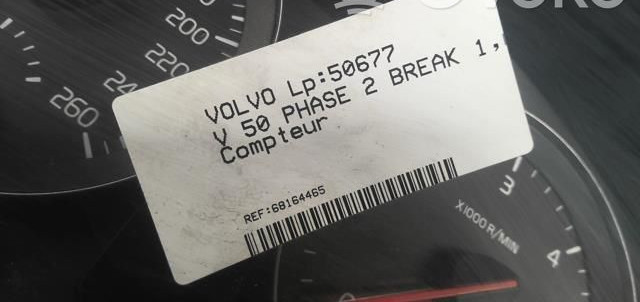 200
220
240
260
VOLVO Lp:50677
V 50 PHASE 2 BREAK 1,
Compteur
REF:68164465
3
X1000 R/MIN
4